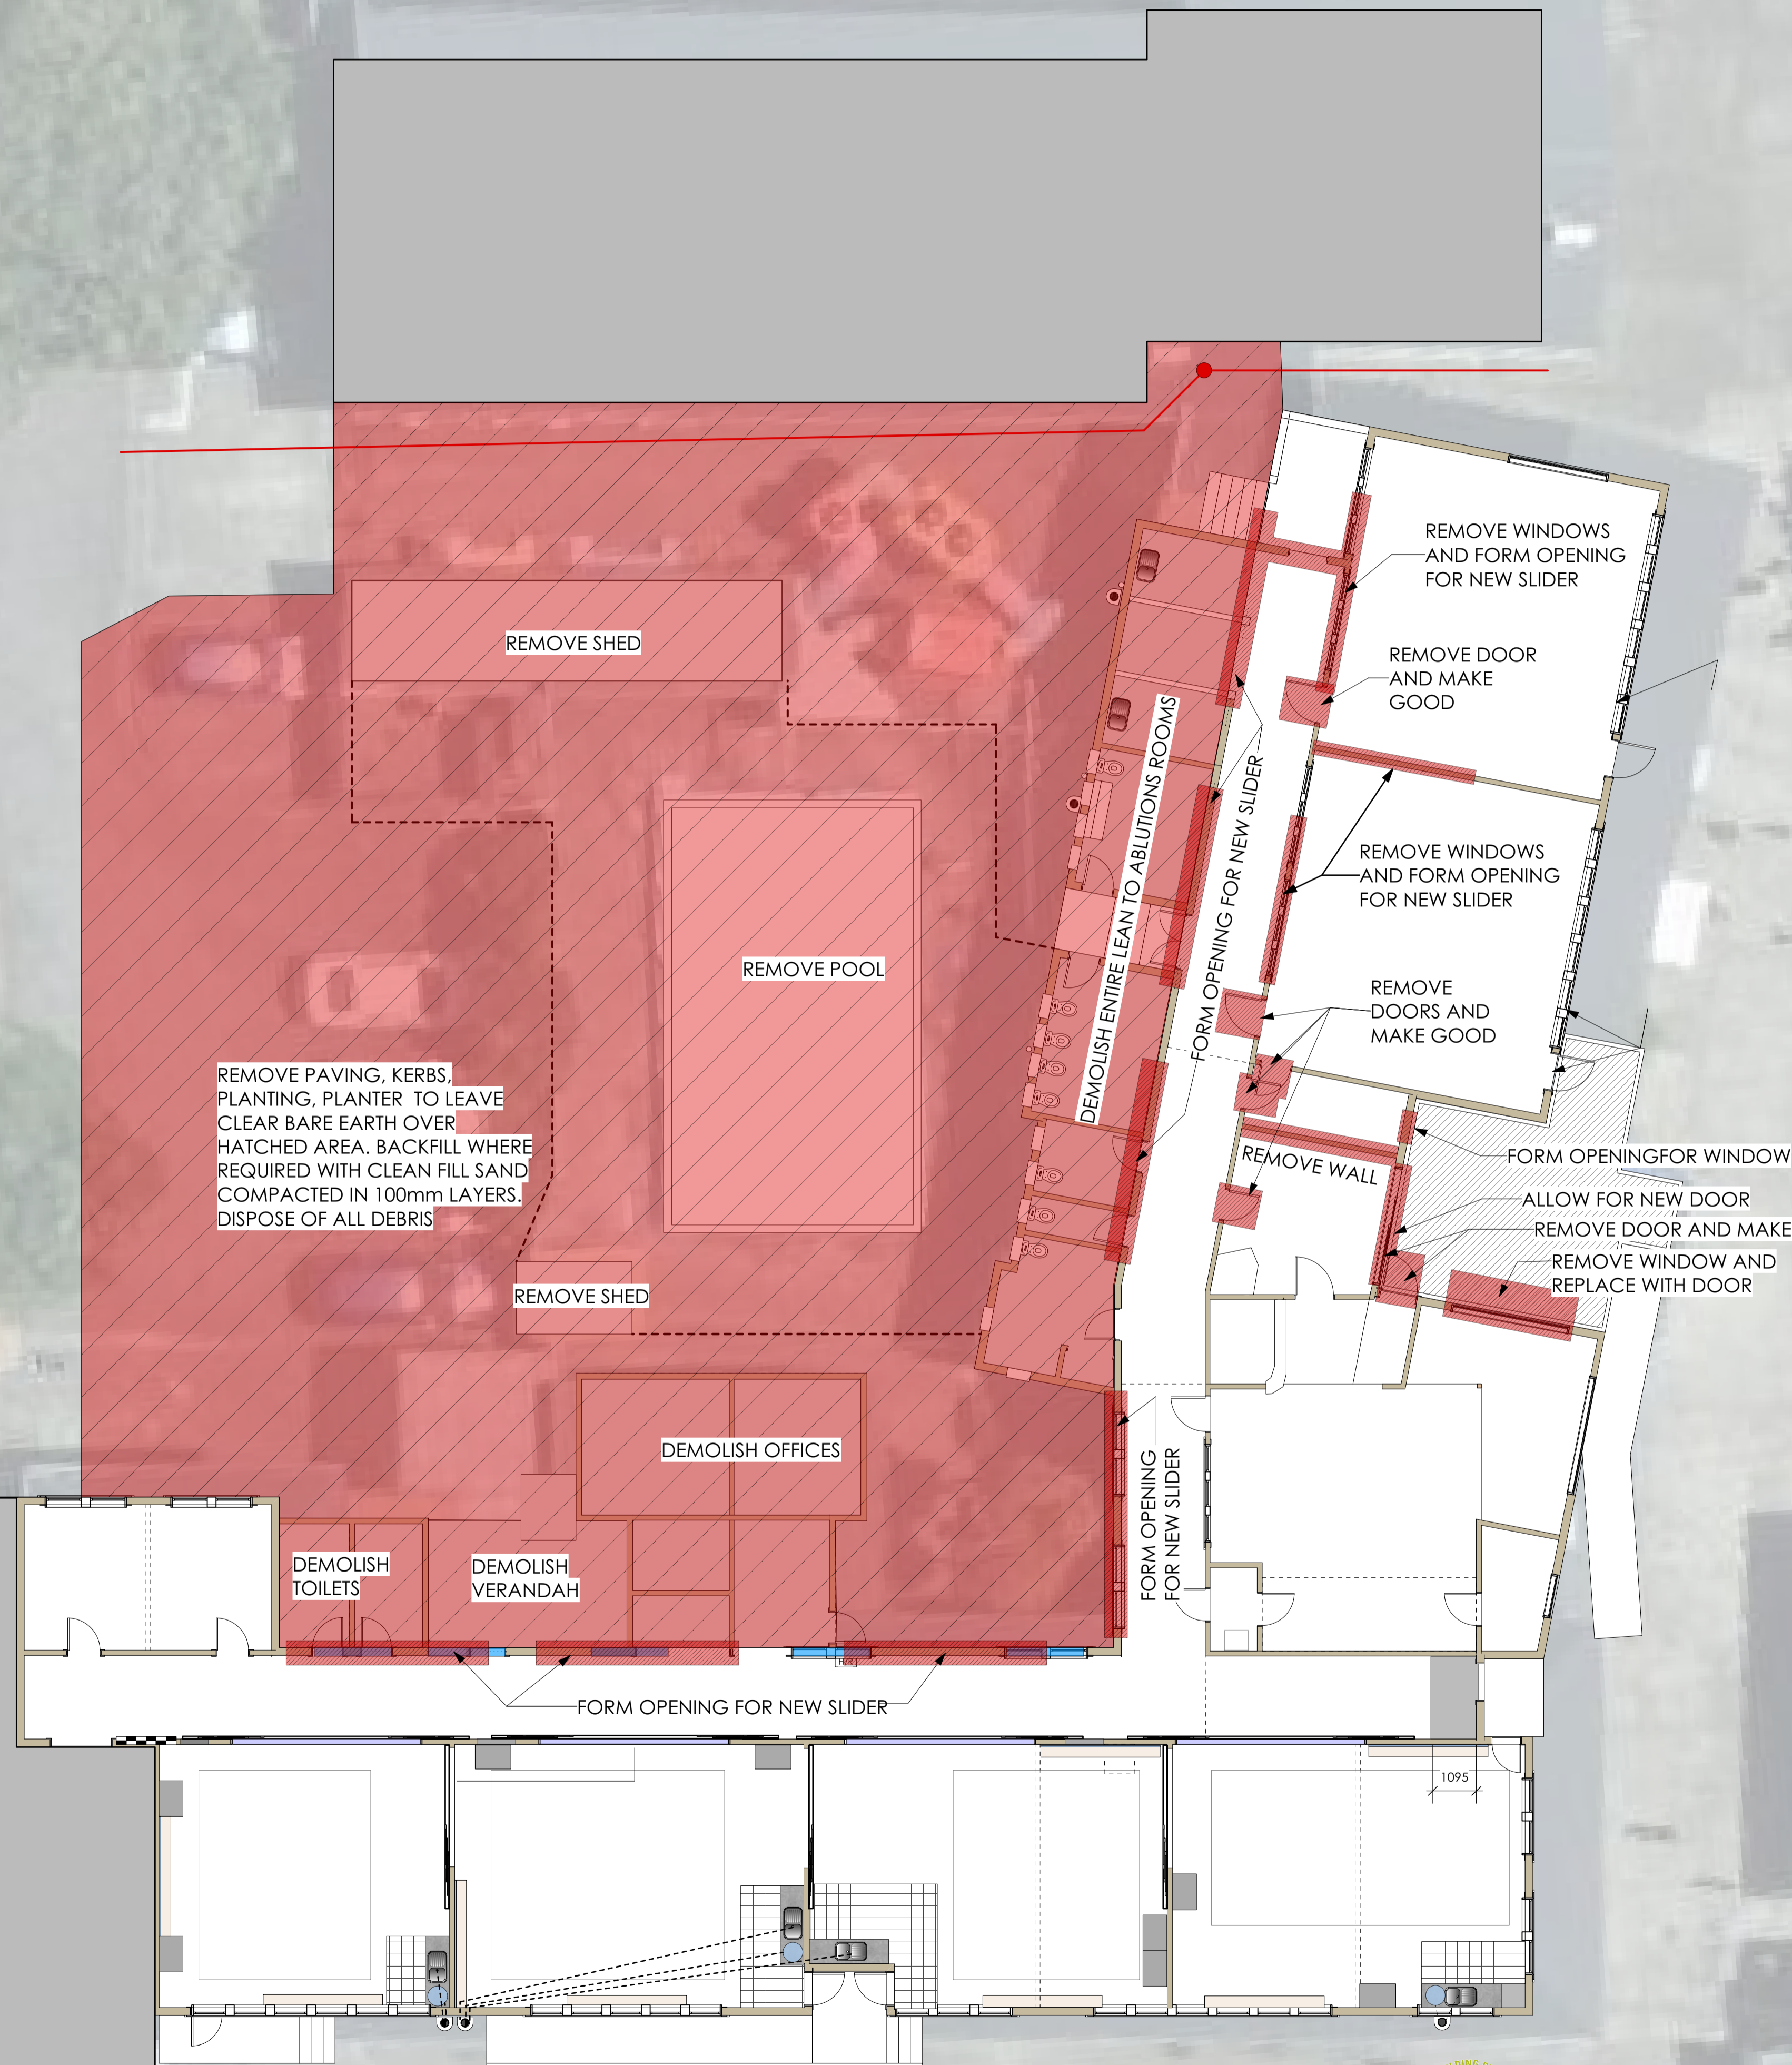 REMOVE WINDOWS
AND FORM OPENING
FOR NEW SLIDER
REMOVE SHED
REMOVE DOOR
AND MAKE
GOOD
DEMOLISH ENTIRE LEAN TO ABLUTIONS ROOMS
FORM OPENING FOR NEW SLIDER
REMOVE WINDOWS
AND FORM OPENING
FOR NEW SLIDER
REMOVE POOL
REMOVE
DOORS AND
MAKE GOOD
REMOVE PAVING, KERBS,
PLANTING, PLANTER TO LEAVE
CLEAR BARE EARTH OVER
HATCHED AREA. BACKFILL WHERE
REQUIRED WITH CLEAN FILL SAND
COMPACTED IN 100mm LAYERS.
DISPOSE OF ALL DEBRIS
REMOVE WALL
FORM OPENINGFOR WINDOW
ALLOW FOR NEW DOOR
REMOVE DOOR AND MAKE
REMOVE WINDOW AND
REPLACE WITH DOOR
REMOVE SHED
DEMOLISH OFFICES
FORM OPENING
FOR NEW SLIDER
DEMOLISH
TOILETS
DEMOLISH
VERANDAH
H/R
FORM OPENING FOR NEW SLIDER
1095